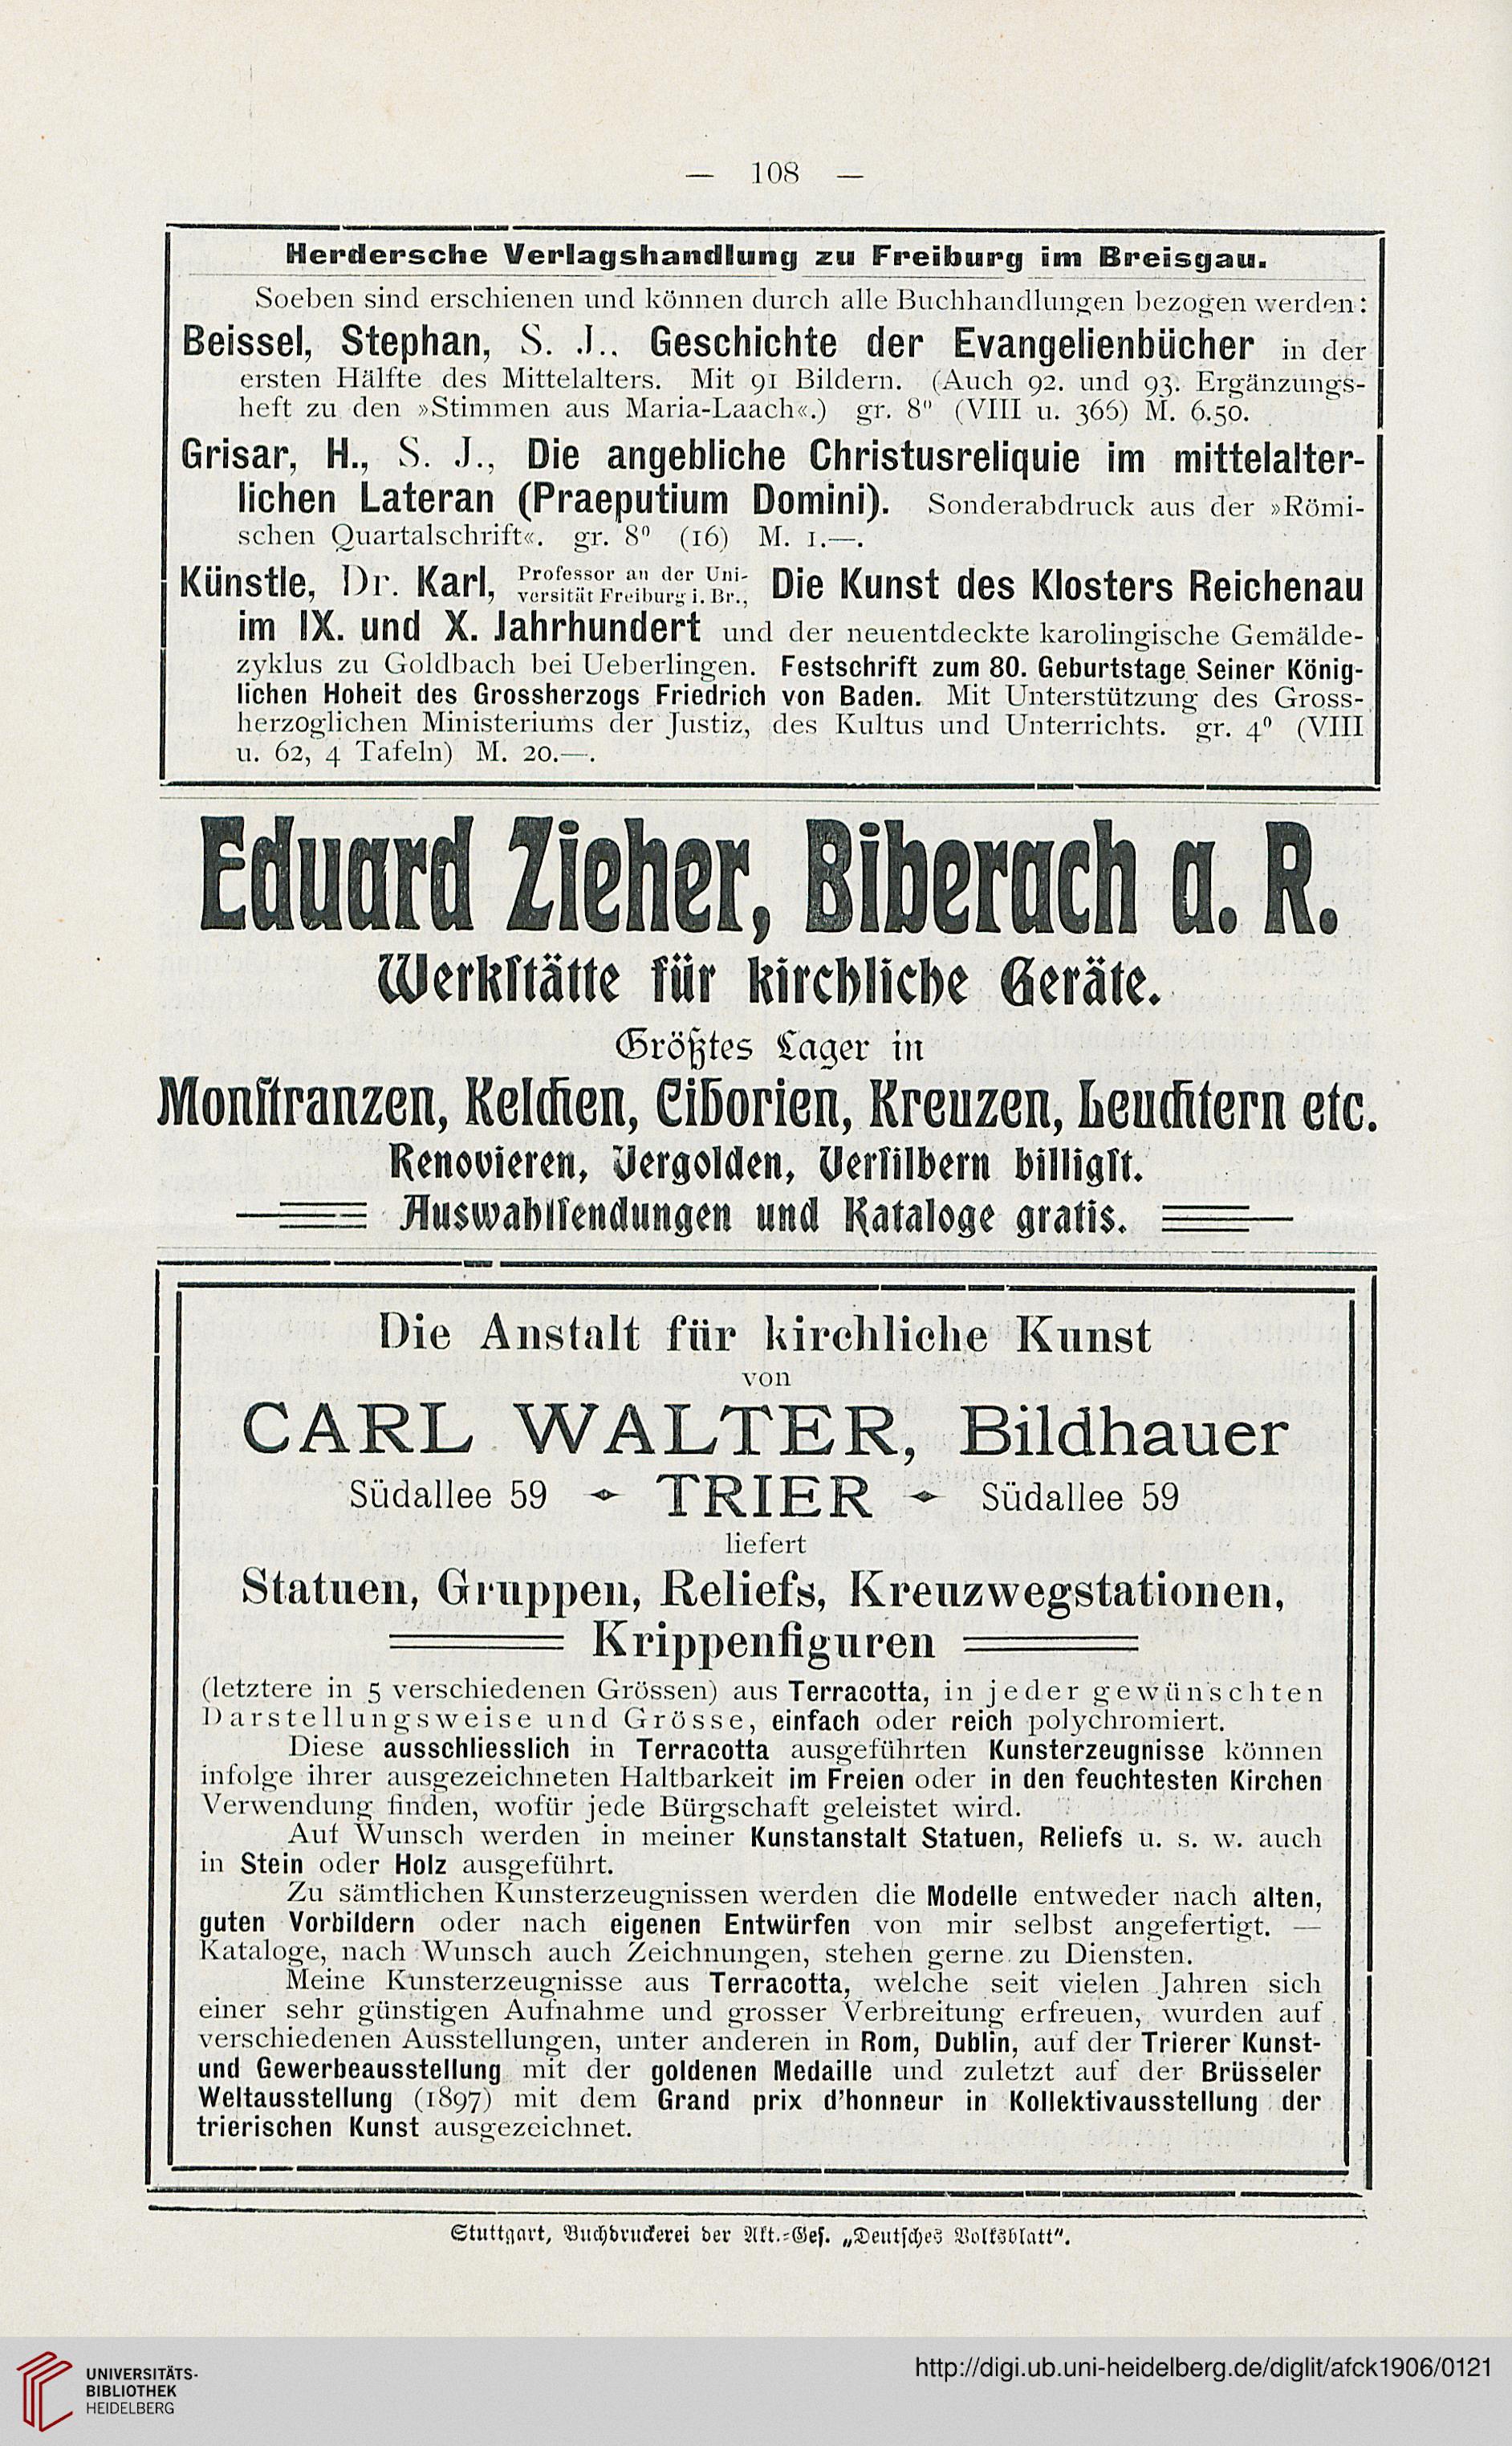 — 108 —
Herdersche Verlagshandlung zu Freiburg im Breisgau.
Soeben sind erschienen und können durch alle Buchhandlungen bezogen werden:
Beissel, Stephan, S. J., Geschichte der Evangelienbücher in der
ersten Hälfte des Mittelalters. Mit 91 Bildern. (Auch 92. und 93. Ergänzungs-
heft zu den »Stimmen aus Maria-Laach«.) gr. 8⁰ (VIII u. 366) M. 6.50.
Grisar, H., S. J., Die angebliche Christusreliquie im mittelalter-
lichen Lateran (Praeputium Domini). Sonderabdruck aus der »Römi-
schen Quartalschrift«. gr. 8⁰ (16) M. 1.—.
Künstle, Dr. Karl, Professor an der Uni-versität Freiburg i. Br., Die Kunst des Klosters Reichenau
im IX. und X. Jahrhundert und der neuentdeckte karolingische Gemälde-
zyklus zu Goldbach bei Ueberlingen. Festschrift zum 80. Geburtstage Seiner König-
lichen Hoheit des Grossherzogs Friedrich von Baden. Mit Unterstützung des Gross-
herzoglichen Ministeriums der Justiz, des Kultus und Unterrichts. gr. 4⁰ (VIII
u. 62, 4 Tafeln) M. 20.—.
Eduard Zieher, Biberach a. R.
Werkſtätte für kirchliche Geräte.
Größtes Lager in
Monſtranzen, Kelchen, Ciborien, Kreuzen, Leuchtern etc.
Renovieren, Vergolden, Verſilbern billigſt.
Auswahlſendungen und Kataloge gratis.
Die Anstalt für kirchliche Kunst
von
CARL WALTER, Bildhauer
Südallee 59 TRIER Südallee 59
liefert
Statuen, Gruppen, Reliefs, Kreuzwegstationen,
Krippenfiguren
(letztere in 5 verschiedenen Grössen) aus Terracotta, in jeder gewünschten
Darstellungsweise und Grösse, einfach oder reich polychromiert.
Diese ausschliesslich in Terracotta ausgeführten Kunsterzeugnisse können
infolge ihrer ausgezeichneten Haltbarkeit im Freien oder in den feuchtesten Kirchen
Verwendung finden, wofür jede Bürgschaft geleistet wird.
Auf Wunsch werden in meiner Kunstanstalt Statuen, Reliefs u. s. w. auch
in Stein oder Holz ausgeführt.
Zu sämtlichen Kunsterzeugnissen werden die Modelle entweder nach alten,
guten Vorbildern oder nach eigenen Entwürfen von mir selbst angefertigt. —
Kataloge, nach Wunsch auch Zeichnungen, stehen gerne zu Diensten.
Meine Kunsterzeugnisse aus Terracotta, welche seit vielen Jahren sich
einer sehr günstigen Aufnahme und grosser Verbreitung erfreuen, wurden auf
verschiedenen Ausstellungen, unter anderen in Rom, Dublin, auf der Trierer Kunst-
und Gewerbeausstellung mit der goldenen Medaille und zuletzt auf der Brüsseler
Weltausstellung (1897) mit dem Grand prix d'honneur in Kollektivausstellung der
trierischen Kunst ausgezeichnet.
Stuttgart, Buchdruckerei der Akt.-Geſ. „Deutſches Volksblatt".
UNIVERSITÄTS-
BIBLIOTHEK
HEIDELBERG
http://digi.ub.uni-heidelberg.de/diglit/afck1906/0121